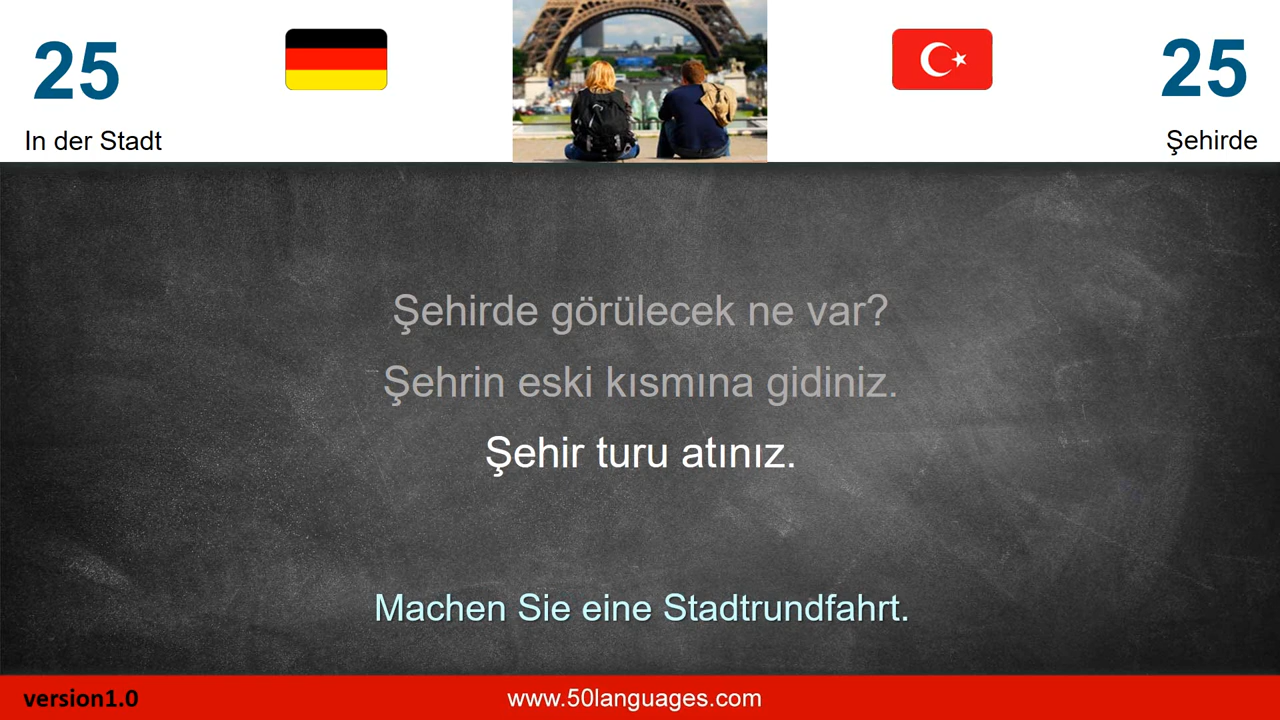 25
25
In der Stadt
Şehirde
Şehirde görülecek ne var?
Şehrin eski kısmına gidiniz.
Şehir turu atınız.
Machen Sie eine Stadtrundfahrt.
version1.0
www.50languages.com